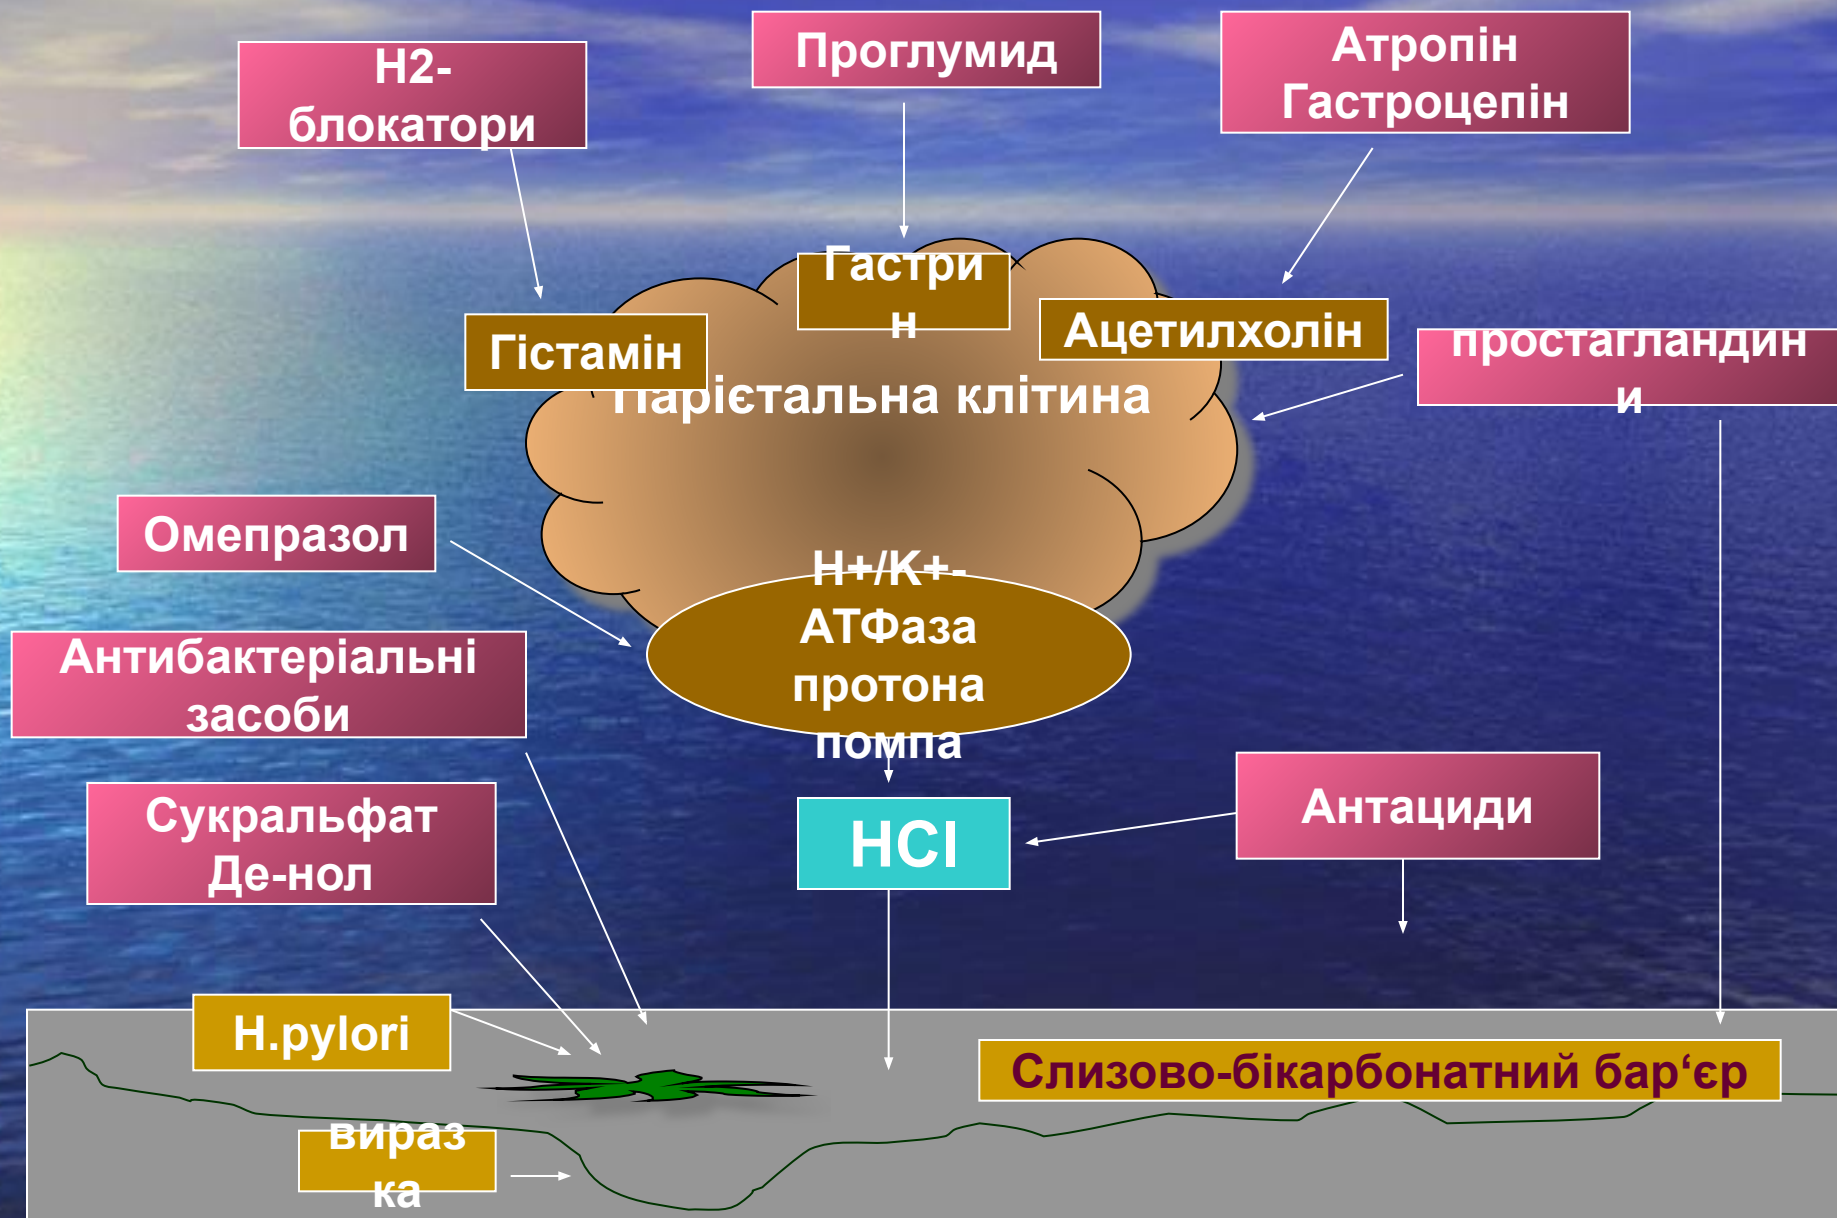 Н2-
блокатори
Проглумид
Атропін
Гастроцепін
Гастри
н
Гістамін
Ацетилхолін
простагландин
и
Парієтальна клітина
Омепразол
Н+/К+-
АТФаза
протона
помпа
Антибактеріальні
засоби
Сукральфат
Де-нол
HCl
Антациди
H.pylori
Слизово-бікарбонатний бар‘єр
вираз
ка